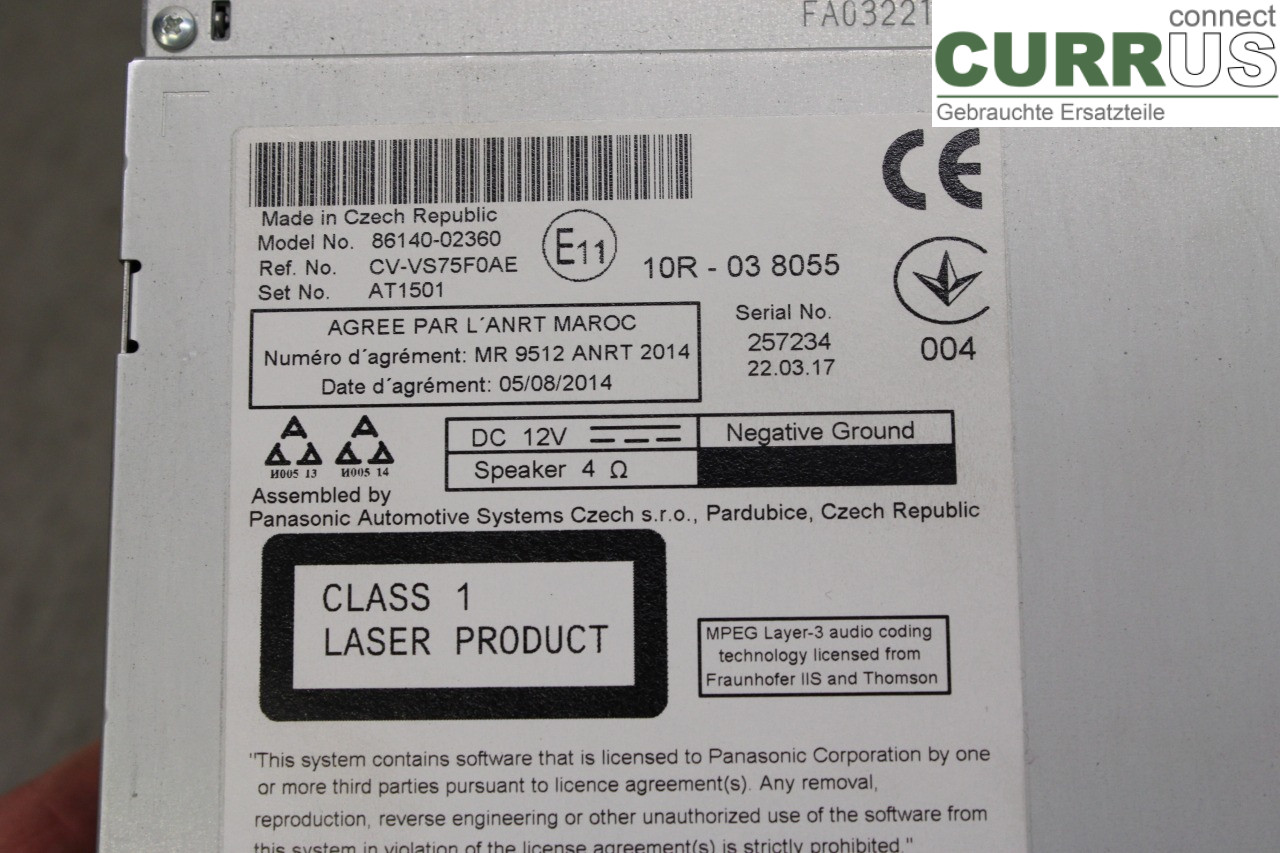 FA03221
connect
CURRUS
Gebrauchte Ersatzteile
CE
Made in Czech Republic
Model No. 86140-02360
Ref. No. CV-VS75F0AE
Set No. AT1501
E11
10R - 03 8055
AGREE PAR L´ANRT MAROC
Numéro d´agrément: MR 9512 ANRT 2014
Date d´agrément: 05/08/2014
Serial No.
257234
22.03.17
004
И005 13
И005 14
DC 12V
Negative Ground
Speaker 4 Ω
Assembled by
Panasonic Automotive Systems Czech s.r.o., Pardubice, Czech Republic
CLASS 1
LASER PRODUCT
MPEG Layer-3 audio coding
technology licensed from
Fraunhofer IIS and Thomson
"This system contains software that is licensed to Panasonic Corporation by one
or more third parties pursuant to licence agreement(s). Any removal,
reproduction, reverse engineering or other unauthorized use of the software from
this system in violation of the license agreement(s) is strictly prohibited."